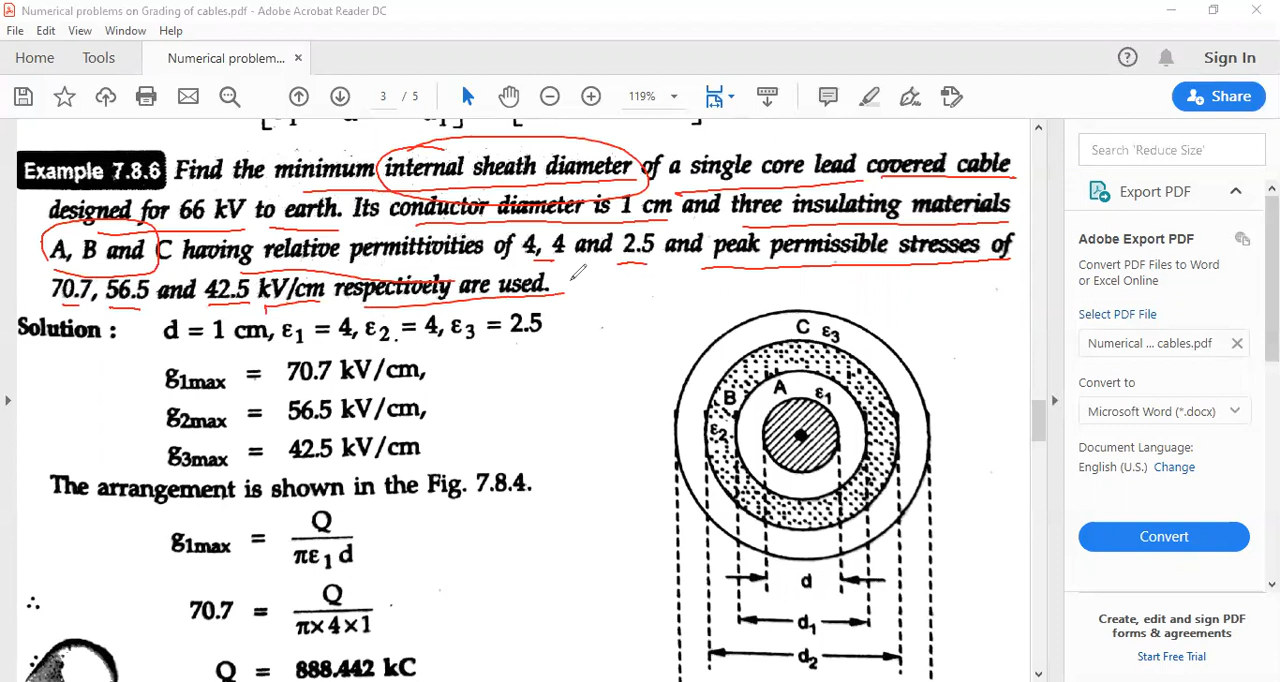 Numerical problems on Grading of cables.pdf - Adobe Acrobat Reader DC
File Edit View Window Help
Home Tools Numerical problem... ×
Sign In
3 / 5 119% Share
Example 7.8.6 Find the minimum internal sheath diameter of a single core lead covered cable
designed for 66 kV to earth. Its conductor diameter is 1 cm and three insulating materials
A, B and C having relative permittivities of 4, 4 and 2.5 and peak permissible stresses of
70.7, 56.5 and 42.5 kV/cm respectively are used.
Solution : d = 1 cm, ε1 = 4, ε2 = 4, ε3 = 2.5
g1max = 70.7 kV/cm,
g2max = 56.5 kV/cm,
g3max = 42.5 kV/cm
The arrangement is shown in the Fig. 7.8.4.
g1max = Q
πε1 d
∴ 70.7 = Q
π×4×1
∴ Q = 888.442 kC
C ε3
B A ε1
ε2
d
d1
d2
Search 'Reduce Size'
Export PDF
Adobe Export PDF
Convert PDF Files to Word
or Excel Online
Select PDF File
Numerical ... cables.pdf ×
Convert to
Microsoft Word (*.docx)
Document Language:
English (U.S.) Change
Convert
Create, edit and sign PDF
forms & agreements
Start Free Trial